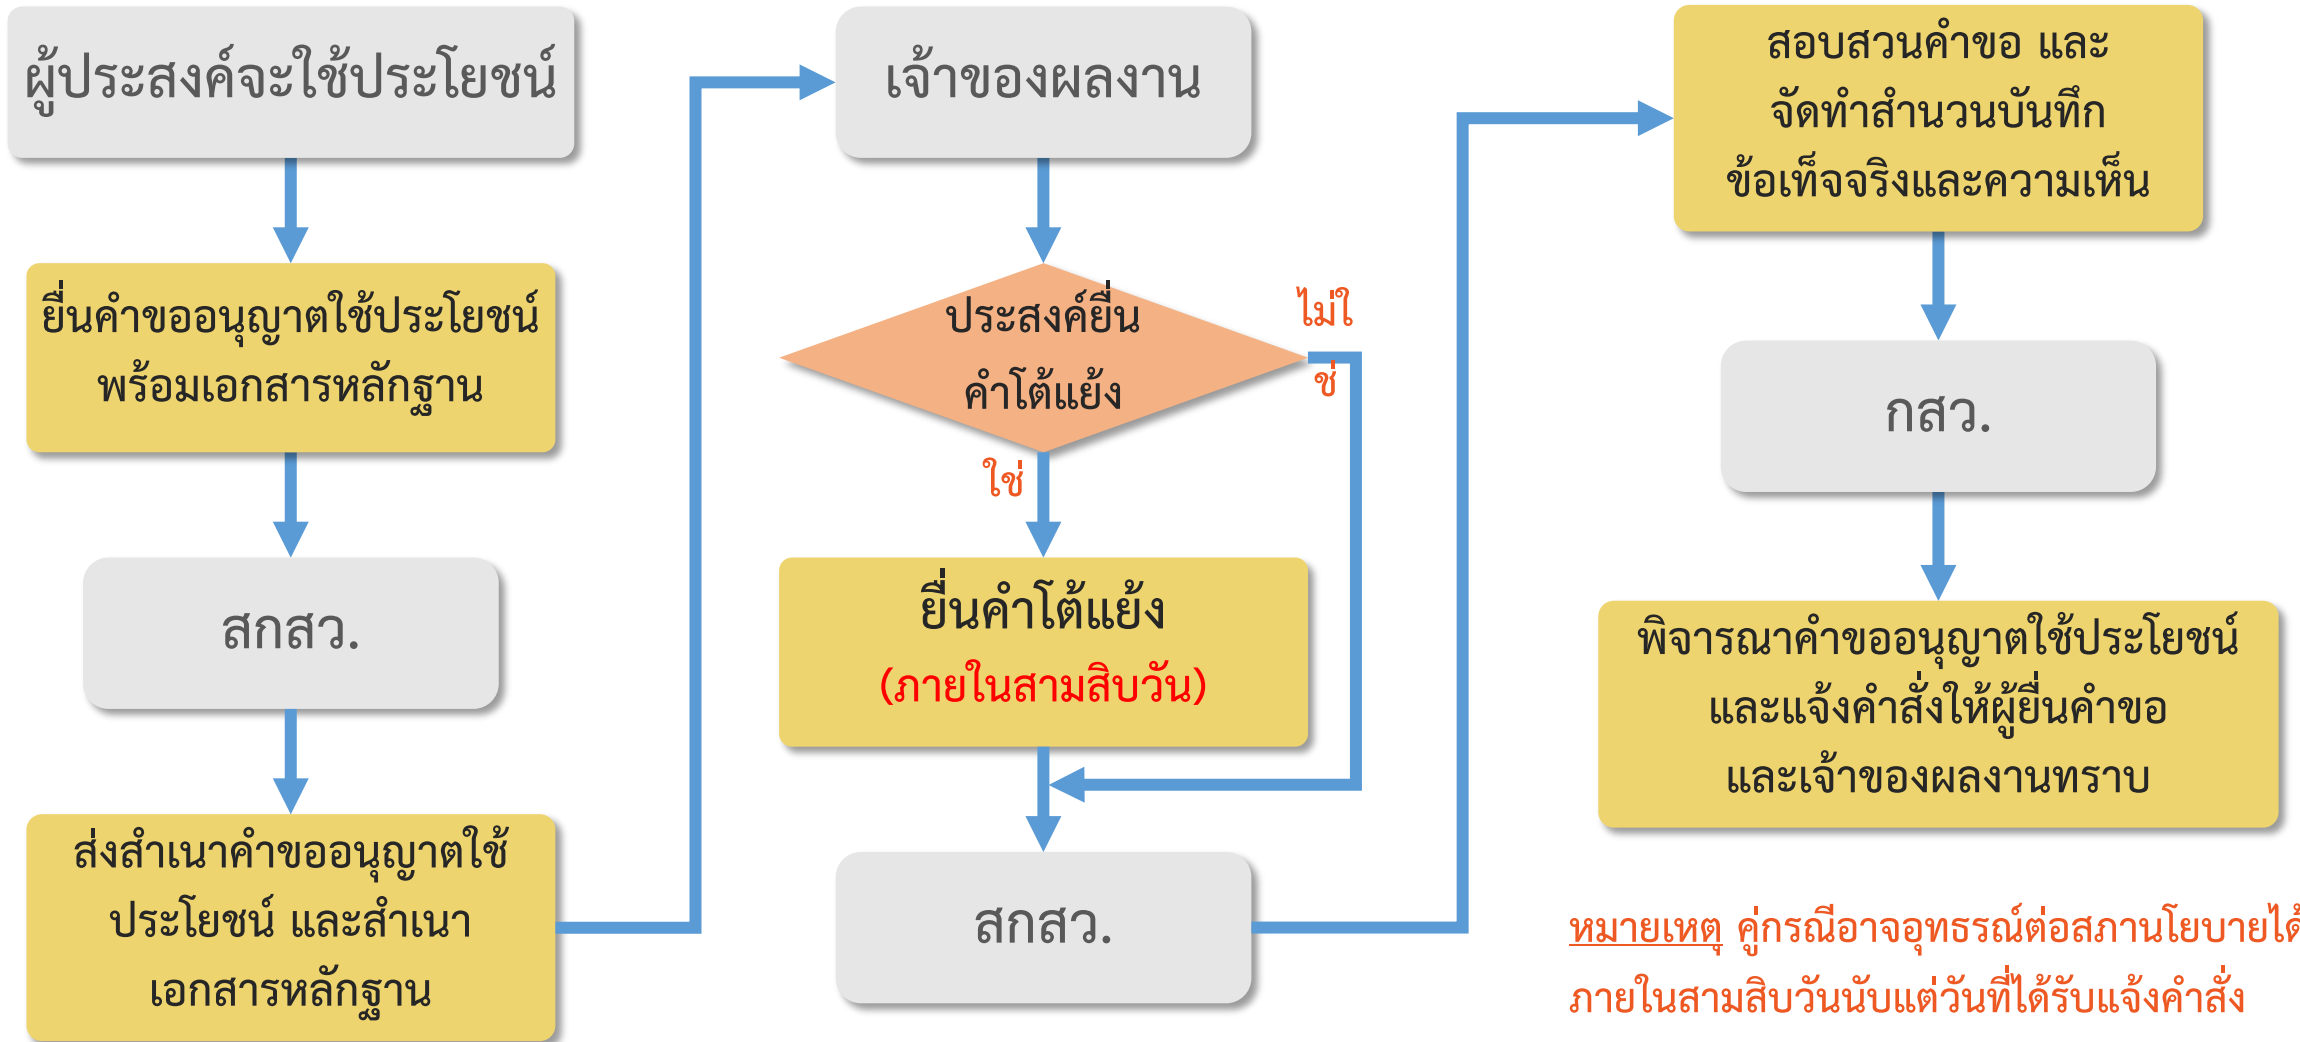 ผู้ประสงค์จะใช้ประโยชน์
ยื่นคำขออนุญาตใช้ประโยชน์
พร้อมเอกสารหลักฐาน
สกสว.
ส่งสำเนาคำขออนุญาตใช้
ประโยชน์ และสำเนา
เอกสารหลักฐาน
เจ้าของผลงาน
ประสงค์ยื่น
คำโต้แย้ง
ไม่ใ
ช่
ใช่
ยื่นคำโต้แย้ง
(ภายในสามสิบวัน)
สกสว.
สอบสวนคำขอ และ
จัดทำสำนวนบันทึก
ข้อเท็จจริงและความเห็น
กสว.
พิจารณาคำขออนุญาตใช้ประโยชน์
และแจ้งคำสั่งให้ผู้ยื่นคำขอ
และเจ้าของผลงานทราบ
หมายเหตุ คู่กรณีอาจอุทธรณ์ต่อสภานโยบายได้
ภายในสามสิบวันนับแต่วันที่ได้รับแจ้งคำสั่ง